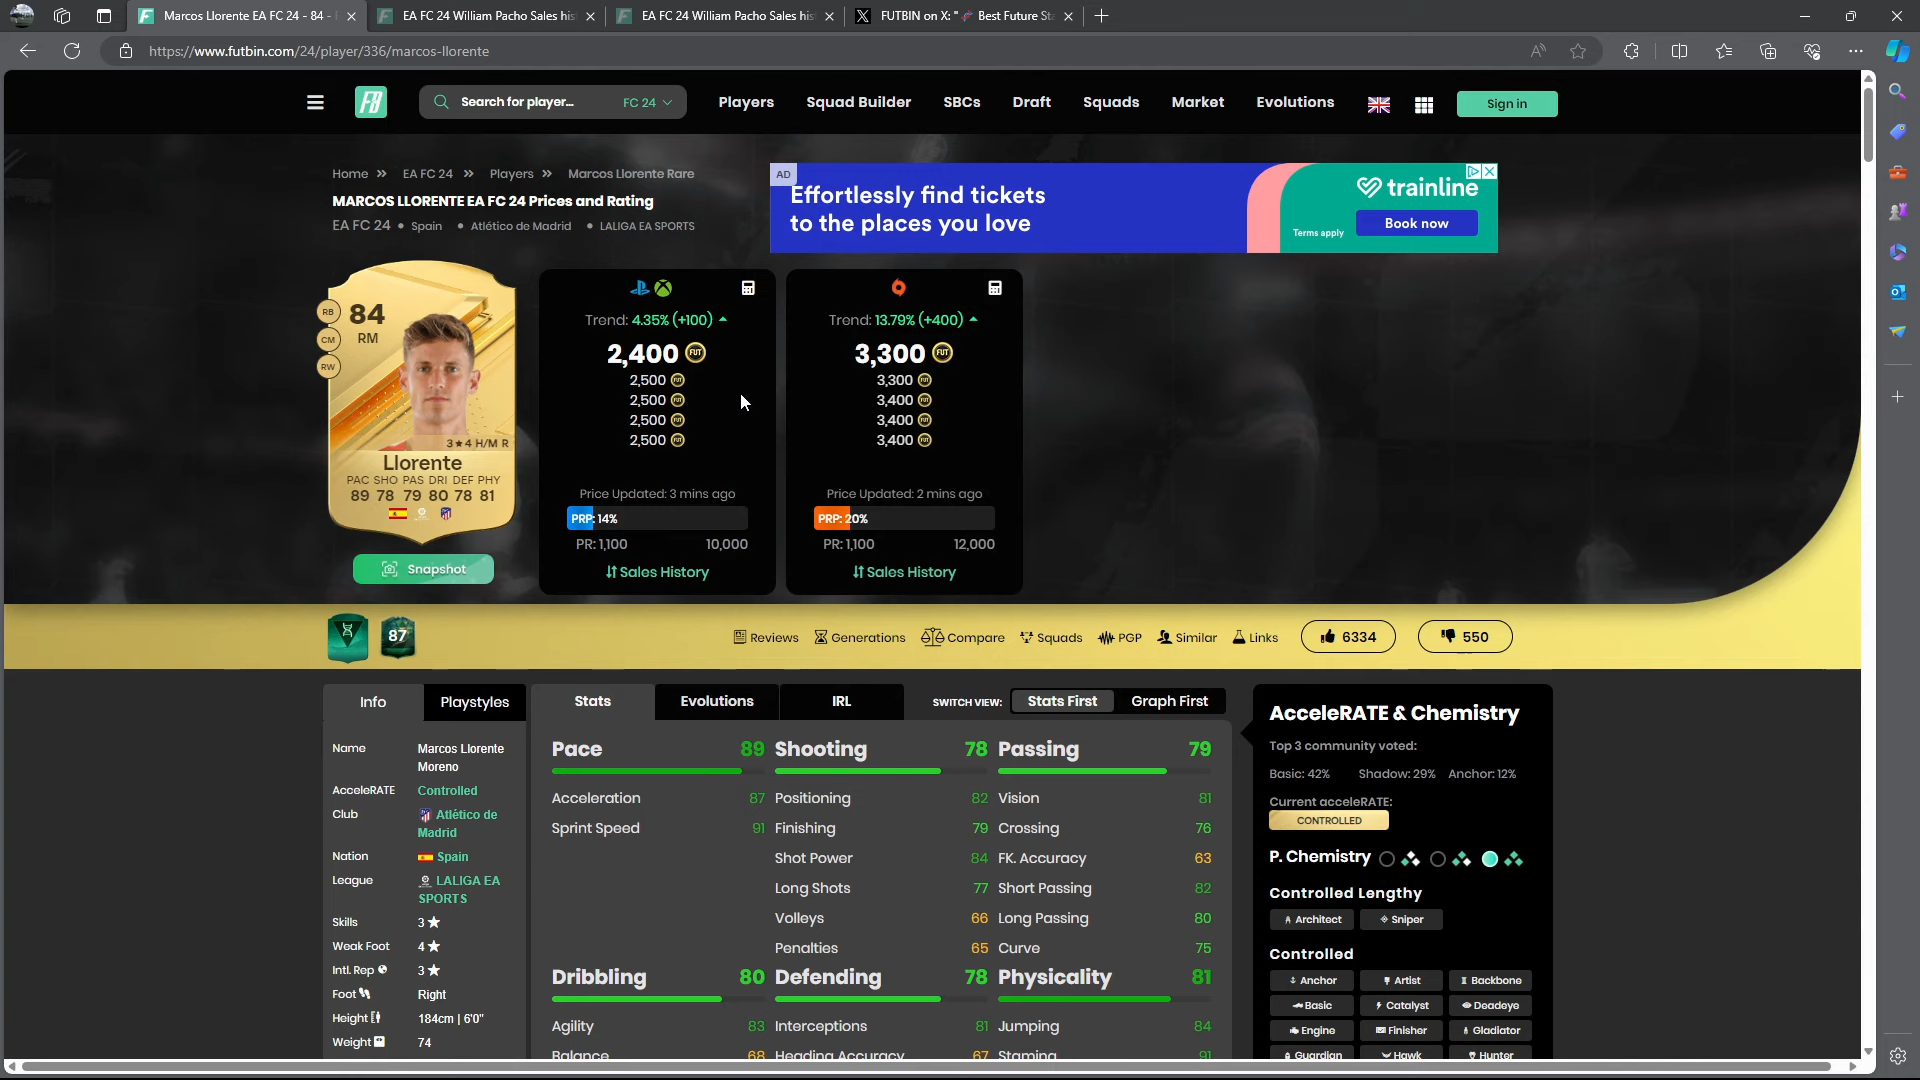 Marcos Llorente EA FC 24 - 84 -
EA FC 24 William Pacho Sales his
EA FC 24 William Pacho Sales his
FUTBIN on X: " Best Future Sta
https://www.futbin.com/24/player/336/marcos-llorente
Search for player...
FC 24
Players
Squad Builder
SBCs
Draft
Squads
Market
Evolutions
Sign in
Home » EA FC 24 » Players » Marcos Llorente Rare
MARCOS LLORENTE EA FC 24 Prices and Rating
EA FC 24 • Spain • Atlético de Madrid • LALIGA EA SPORTS
AD
Effortlessly find tickets
to the places you love
trainline
Book now
Terms apply
RB
CM
RW
84
RM
3★4 H/M R
Llorente
PAC SHO PAS DRI DEF PHY
89 78 79 80 78 81
Snapshot
Trend: 4.35% (+100)
2,400
2,500
2,500
2,500
2,500
Price Updated: 3 mins ago
PRP: 14%
PR: 1,100 10,000
Sales History
Trend: 13.79% (+400)
3,300
3,300
3,400
3,400
3,400
Price Updated: 2 mins ago
PRP: 20%
PR: 1,100 12,000
Sales History
87
Reviews
Generations
Compare
Squads
PGP
Similar
Links
6334
550
Info
Playstyles
Name Marcos Llorente
Moreno
AcceleRATE Controlled
Club Atlético de
Madrid
Nation Spain
League LALIGA EA
SPORTS
Skills 3★
Weak Foot 4★
Intl. Rep 3★
Foot Right
Height 184cm | 6'0"
Weight 74
Stats
Evolutions
IRL
SWITCH VIEW:
Stats First
Graph First
Pace 89
Acceleration 87
Sprint Speed 91
Shooting 78
Positioning 82
Finishing 79
Shot Power 84
Long Shots 77
Volleys 66
Penalties 65
Passing 79
Vision 81
Crossing 76
FK. Accuracy 63
Short Passing 82
Long Passing 80
Curve 75
Dribbling 80
Agility 83
Balance 68
Defending 78
Interceptions 81
Heading Accuracy 67
Physicality 81
Jumping 84
Stamina 91
AcceleRATE & Chemistry
Top 3 community voted:
Basic: 42% Shadow: 29% Anchor: 12%
Current acceleRATE:
CONTROLLED
P. Chemistry
Controlled Lengthy
Architect
Sniper
Controlled
Anchor Artist Backbone
Basic Catalyst Deadeye
Engine Finisher Gladiator
Guardian Hawk Hunter